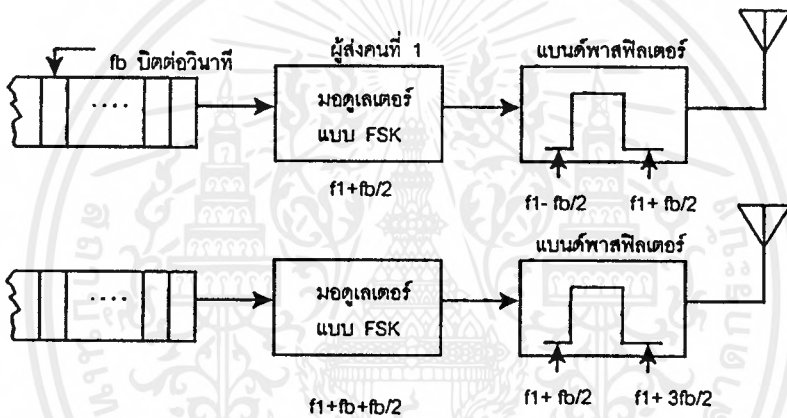 fb บิตต่อวินาที
ผู้ส่งคนที่ 1
แบนด์พาสฟิลเตอร์
....
มอดูเลเตอร์
แบบ FSK
f1+fb/2
f1- fb/2
f1+ fb/2
แบนด์พาสฟิลเตอร์
....
มอดูเลเตอร์
แบบ FSK
f1+fb+fb/2
f1+ fb/2
f1+ 3fb/2